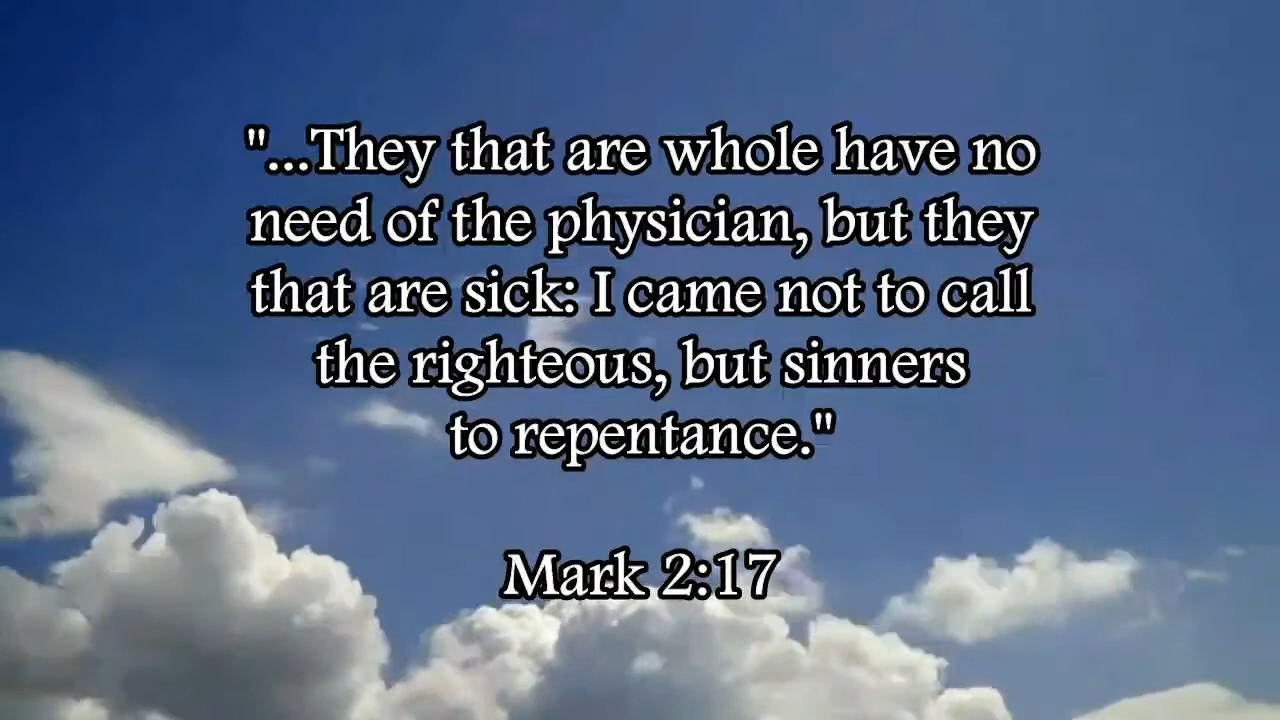 "...They that are whole have no
need of the physician, but they
that are sick: I came not to call
the righteous, but sinners
to repentance."
Mark 2:17